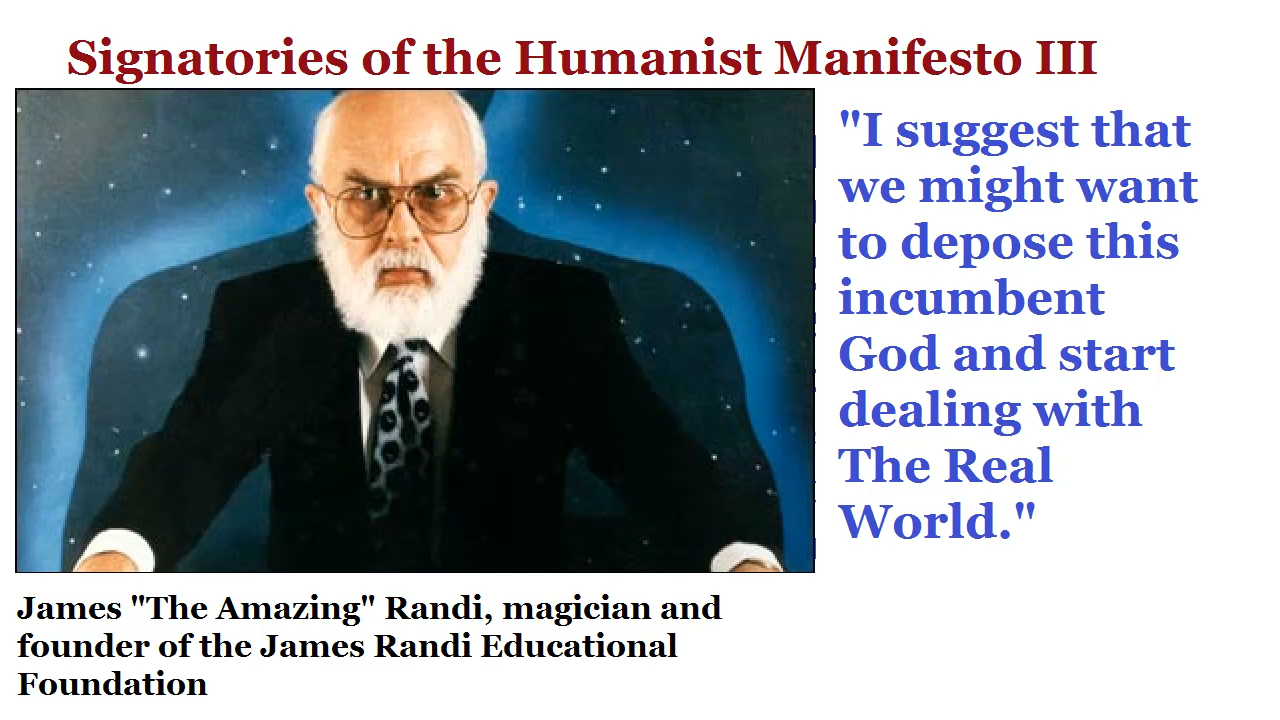 Signatories of the Humanist Manifesto III
"I suggest that
we might want
to depose this
incumbent
God and start
dealing with
The Real
World."
James "The Amazing" Randi, magician and
founder of the James Randi Educational
Foundation